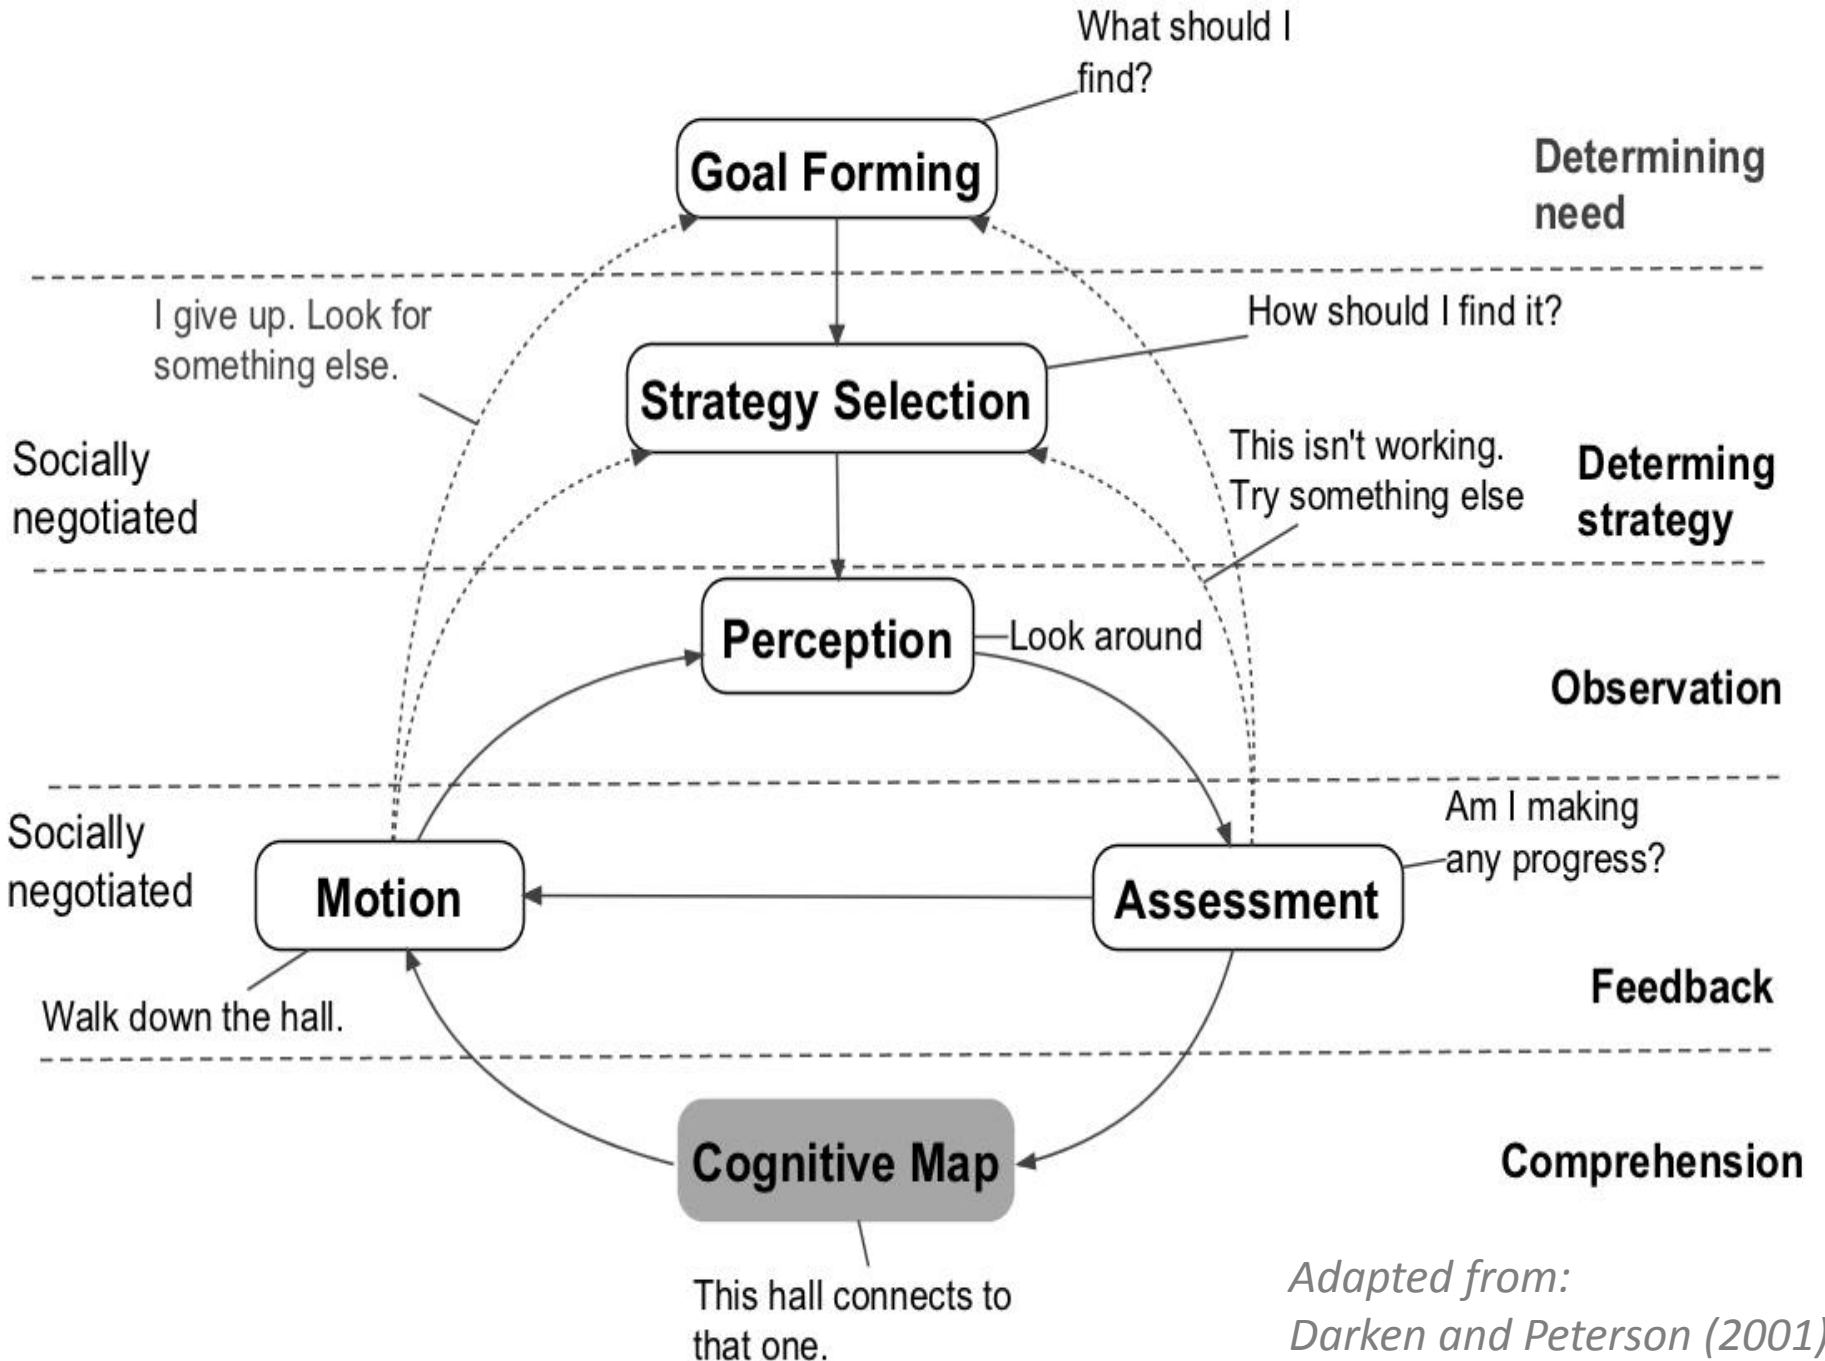 What should I
find?
Goal Forming
Determining
need
I give up. Look for
something else.
How should I find it?
Strategy Selection
Socially
negotiated
This isn't working.
Try something else
Determing
strategy
Perception
Look around
Observation
Socially
negotiated
Motion
Assessment
Am I making
any progress?
Walk down the hall.
Feedback
Cognitive Map
Comprehension
This hall connects to
that one.
Adapted from:
Darken and Peterson (2001)